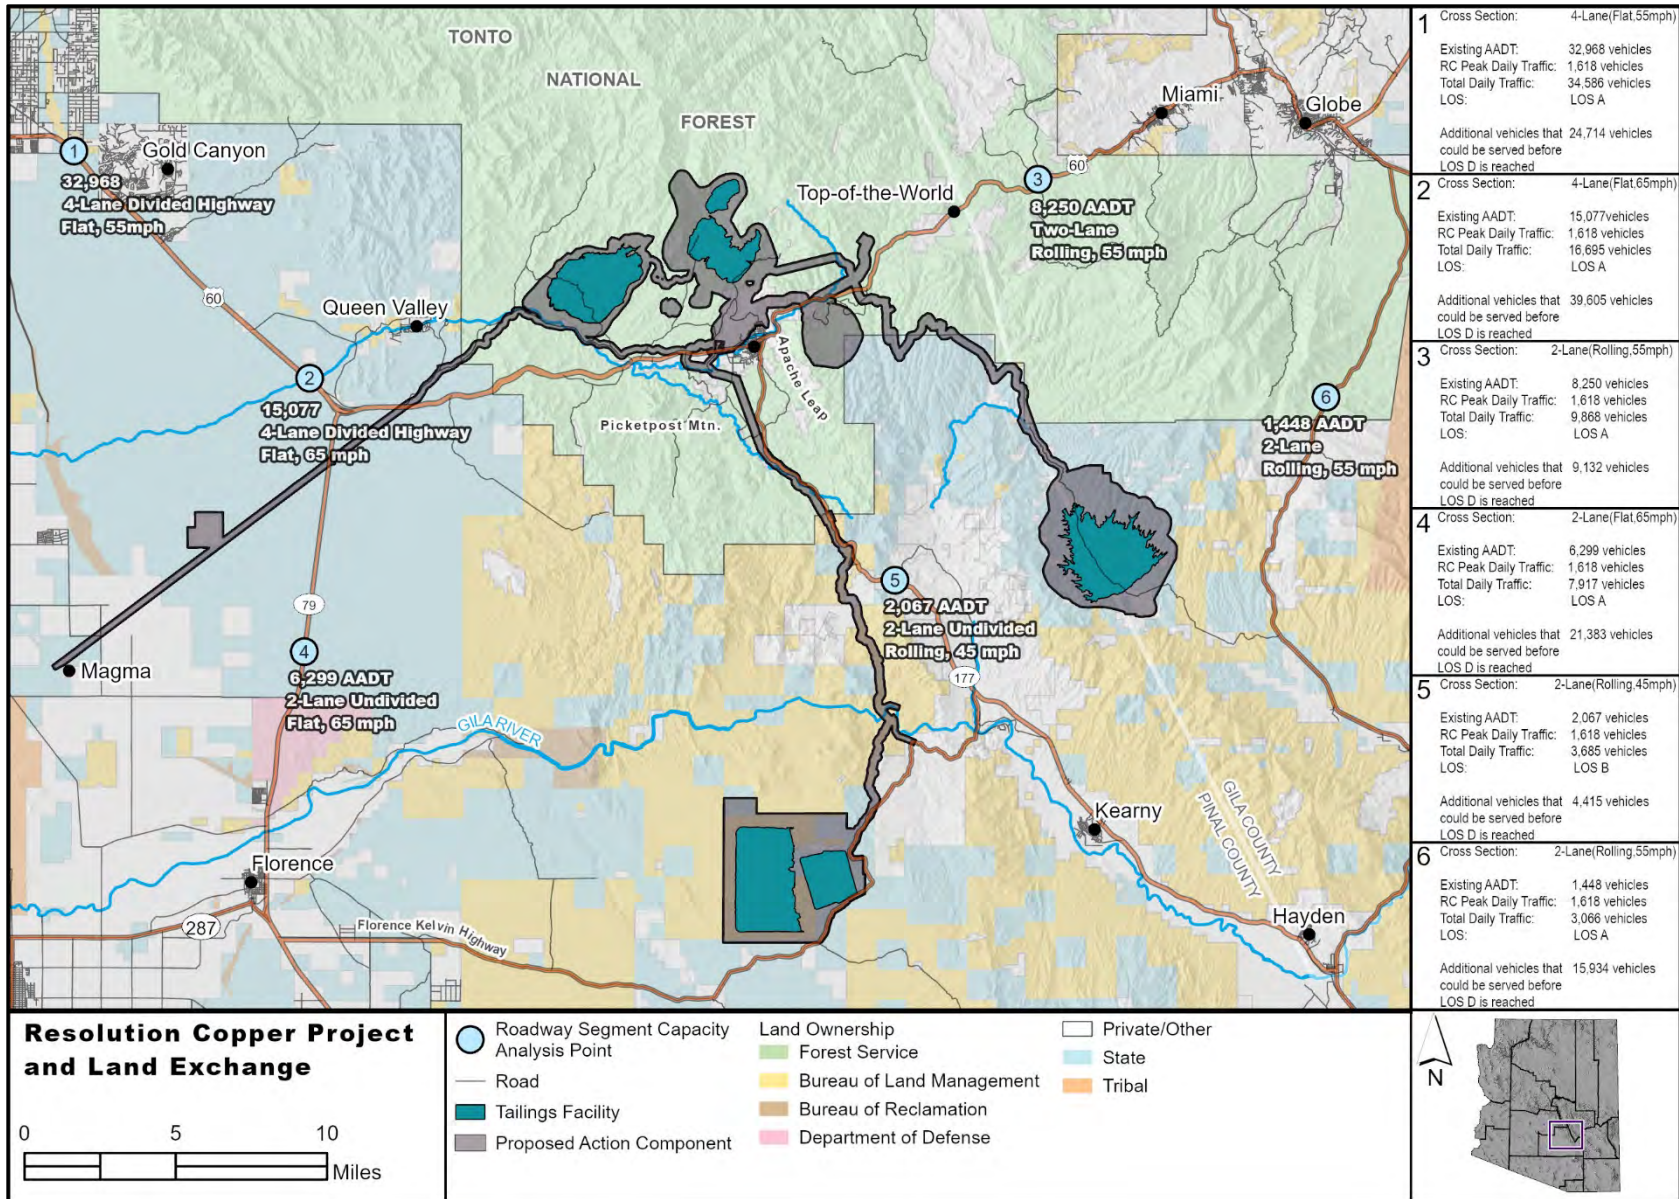 TONTO
NATIONAL
FOREST
Miami
Globe
60
1
Gold Canyon
32,968
4-Lane Divided Highway
Flat, 55mph
3
Top-of-the-World
8,250 AADT
Two-Lane
Rolling, 55 mph
60
Queen Valley
2
15,077
4-Lane Divided Highway
Flat, 65 mph
Apache Leap
Picketpost Mtn.
6
1,448 AADT
2-Lane
Rolling, 55 mph
5
2,067 AADT
2-Lane Undivided
Rolling, 45 mph
79
177
4
6,299 AADT
2-Lane Undivided
Flat, 65 mph
Magma
GILA RIVER
GILA COUNTY
PINAL COUNTY
Kearny
Florence
287
Florence Kelvin Highway
Hayden
1
Cross Section: 4-Lane(Flat,55mph)
Existing AADT: 32,968 vehicles
RC Peak Daily Traffic: 1,618 vehicles
Total Daily Traffic: 34,586 vehicles
LOS: LOS A
Additional vehicles that 24,714 vehicles
could be served before
LOS D is reached
2
Cross Section: 4-Lane(Flat,65mph)
Existing AADT: 15,077vehicles
RC Peak Daily Traffic: 1,618 vehicles
Total Daily Traffic: 16,695 vehicles
LOS: LOS A
Additional vehicles that 39,605 vehicles
could be served before
LOS D is reached
3
Cross Section: 2-Lane(Rolling,55mph)
Existing AADT: 8,250 vehicles
RC Peak Daily Traffic: 1,618 vehicles
Total Daily Traffic: 9,868 vehicles
LOS: LOS A
Additional vehicles that 9,132 vehicles
could be served before
LOS D is reached
4
Cross Section: 2-Lane(Flat,65mph)
Existing AADT: 6,299 vehicles
RC Peak Daily Traffic: 1,618 vehicles
Total Daily Traffic: 7,917 vehicles
LOS: LOS A
Additional vehicles that 21,383 vehicles
could be served before
LOS D is reached
5
Cross Section: 2-Lane(Rolling,45mph)
Existing AADT: 2,067 vehicles
RC Peak Daily Traffic: 1,618 vehicles
Total Daily Traffic: 3,685 vehicles
LOS: LOS B
Additional vehicles that 4,415 vehicles
could be served before
LOS D is reached
6
Cross Section: 2-Lane(Rolling,55mph)
Existing AADT: 1,448 vehicles
RC Peak Daily Traffic: 1,618 vehicles
Total Daily Traffic: 3,066 vehicles
LOS: LOS A
Additional vehicles that 15,934 vehicles
could be served before
LOS D is reached
Resolution Copper Project
and Land Exchange
0 5 10
Miles
Roadway Segment Capacity
Analysis Point
Road
Tailings Facility
Proposed Action Component
Land Ownership
Forest Service
Bureau of Land Management
Bureau of Reclamation
Department of Defense
Private/Other
State
Tribal
N